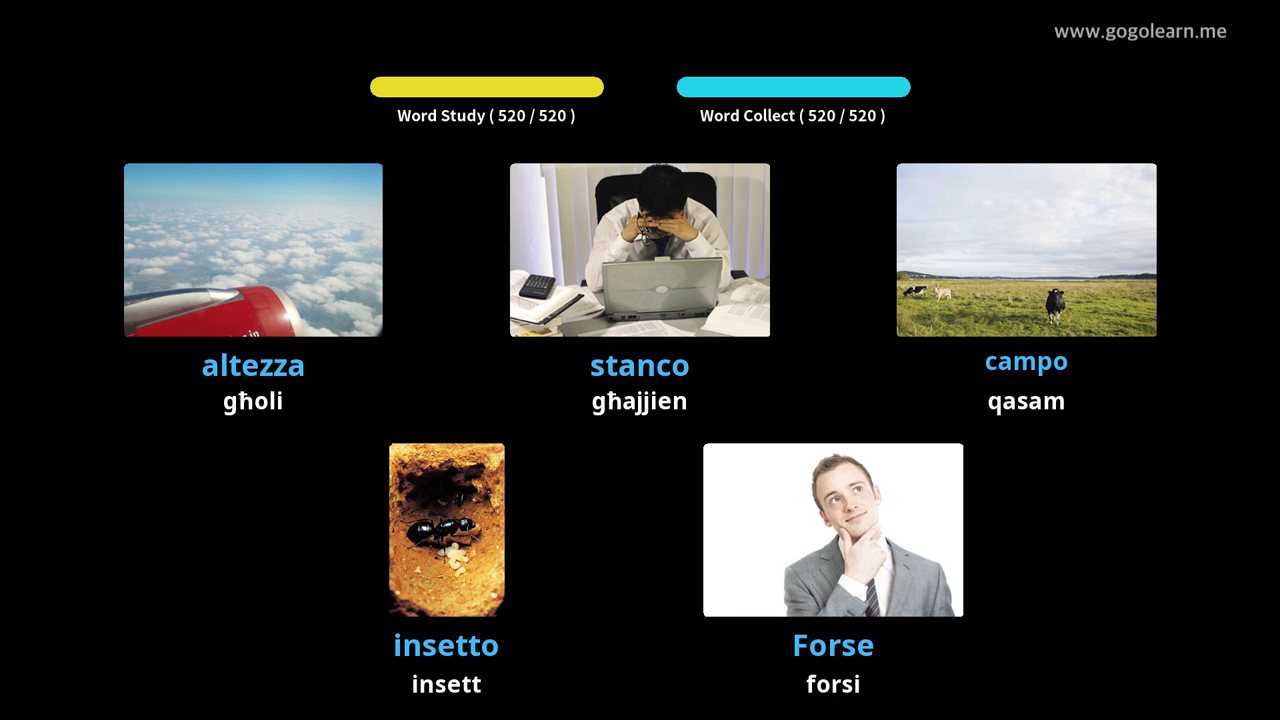 www.gogolearn.me
Word Study ( 520 / 520 )
Word Collect ( 520 / 520 )
altezza
għoli
stanco
għajjien
campo
qasam
insetto
insett
Forse
forsi